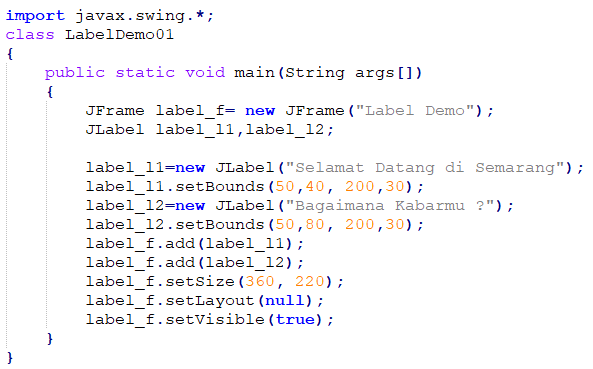 import javax.swing.*;
class LabelDemo01
{
    public static void main(String args[])
    {
        JFrame label_f= new JFrame("Label Demo");
        JLabel label_l1,label_l2;

        label_l1=new JLabel("Selamat Datang di Semarang");
        label_l1.setBounds(50,40, 200,30);
        label_l2=new JLabel("Bagaimana Kabarmu ?");
        label_l2.setBounds(50,80, 200,30);
        label_f.add(label_l1);
        label_f.add(label_l2);
        label_f.setSize(360, 220);
        label_f.setLayout(null);
        label_f.setVisible(true);
    }
}